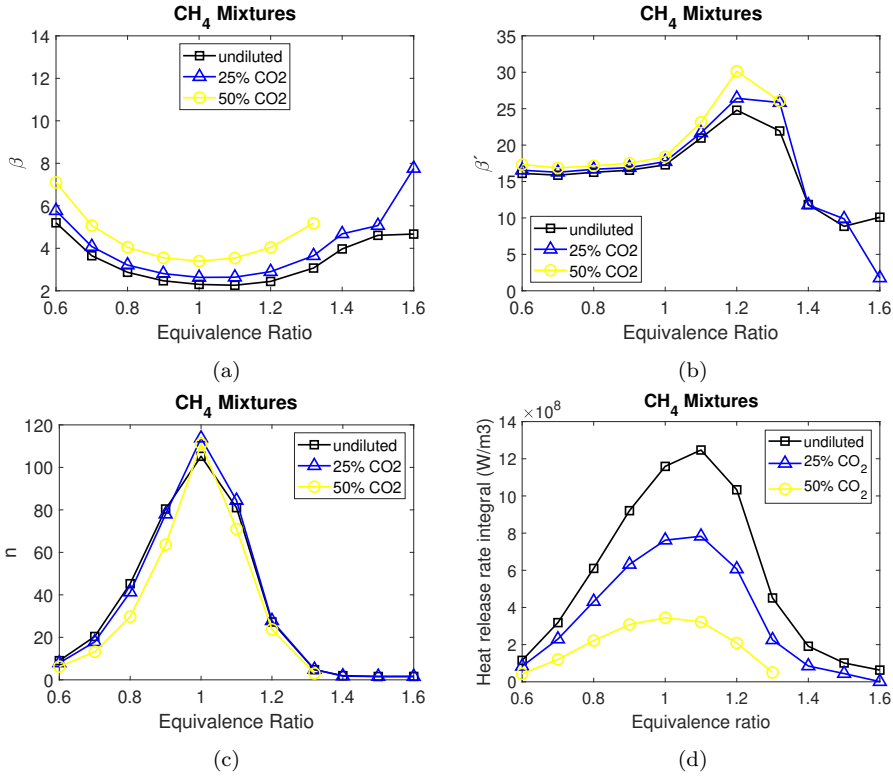 CH4 Mixtures
14
12
10
8
6
4
2
β
undiluted
25% CO2
50% CO2
0.6 0.8 1 1.2 1.4 1.6
Equivalence Ratio
(a)
CH4 Mixtures
35
30
25
20
15
10
5
0
β′
undiluted
25% CO2
50% CO2
0.6 0.8 1 1.2 1.4 1.6
Equivalence Ratio
(b)
CH4 Mixtures
120
100
80
60
40
20
0
n
undiluted
25% CO2
50% CO2
0.6 0.8 1 1.2 1.4 1.6
Equivalence Ratio
(c)
CH4 Mixtures
×10^8
14
12
10
8
6
4
2
0
Heat release rate integral (W/m3)
undiluted
25% CO2
50% CO2
0.6 0.8 1 1.2 1.4 1.6
Equivalence ratio
(d)